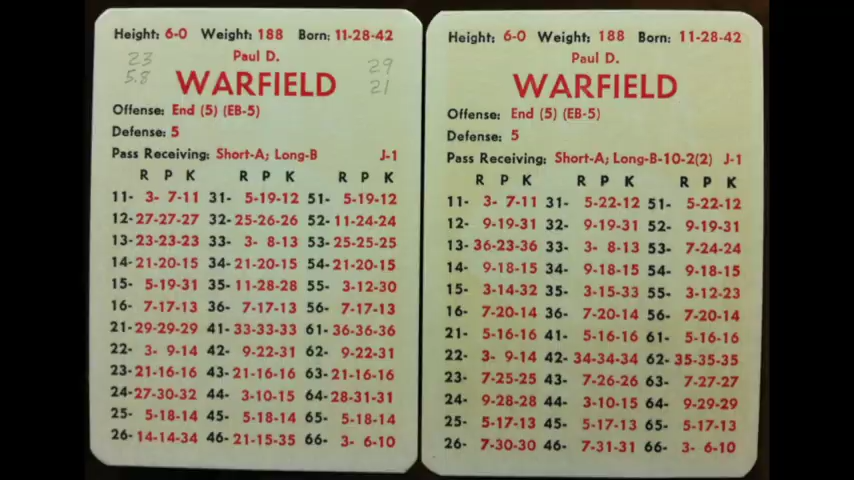 Height: 6-0 Weight: 188 Born: 11-28-42
23
5.8
Paul D.
29
21
WARFIELD
Offense: End (5) (EB-5)
Defense: 5
Pass Receiving: Short-A; Long-B J-1
R P K R P K R P K
11- 3- 7-11 31- 5-19-12 51- 5-19-12
12-27-27-27 32-25-26-26 52-11-24-24
13-23-23-23 33- 3- 8-13 53-25-25-25
14-21-20-15 34-21-20-15 54-21-20-15
15- 5-19-31 35-11-28-28 55- 3-12-30
16- 7-17-13 36- 7-17-13 56- 7-17-13
21-29-29-29 41-33-33-33 61-36-36-36
22- 3- 9-14 42- 9-22-31 62- 9-22-31
23-21-16-16 43-21-16-16 63-21-16-16
24-27-30-32 44- 3-10-15 64-28-31-31
25- 5-18-14 45- 5-18-14 65- 5-18-14
26-14-14-34 46-21-15-35 66- 3- 6-10
Height: 6-0 Weight: 188 Born: 11-28-42
Paul D.
WARFIELD
Offense: End (5) (EB-5)
Defense: 5
Pass Receiving: Short-A; Long-B-10-2(2) J-1
R P K R P K R P K
11- 3- 7-11 31- 5-22-12 51- 5-22-12
12- 9-19-31 32- 9-19-31 52- 9-19-31
13-36-23-36 33- 3- 8-13 53- 7-24-24
14- 9-18-15 34- 9-18-15 54- 9-18-15
15- 3-14-32 35- 3-15-33 55- 3-12-23
16- 7-20-14 36- 7-20-14 56- 7-20-14
21- 5-16-16 41- 5-16-16 61- 5-16-16
22- 3- 9-14 42-34-34-34 62-35-35-35
23- 7-25-25 43- 7-26-26 63- 7-27-27
24- 9-28-28 44- 3-10-15 64- 9-29-29
25- 5-17-13 45- 5-17-13 65- 5-17-13
26- 7-30-30 46- 7-31-31 66- 3- 6-10